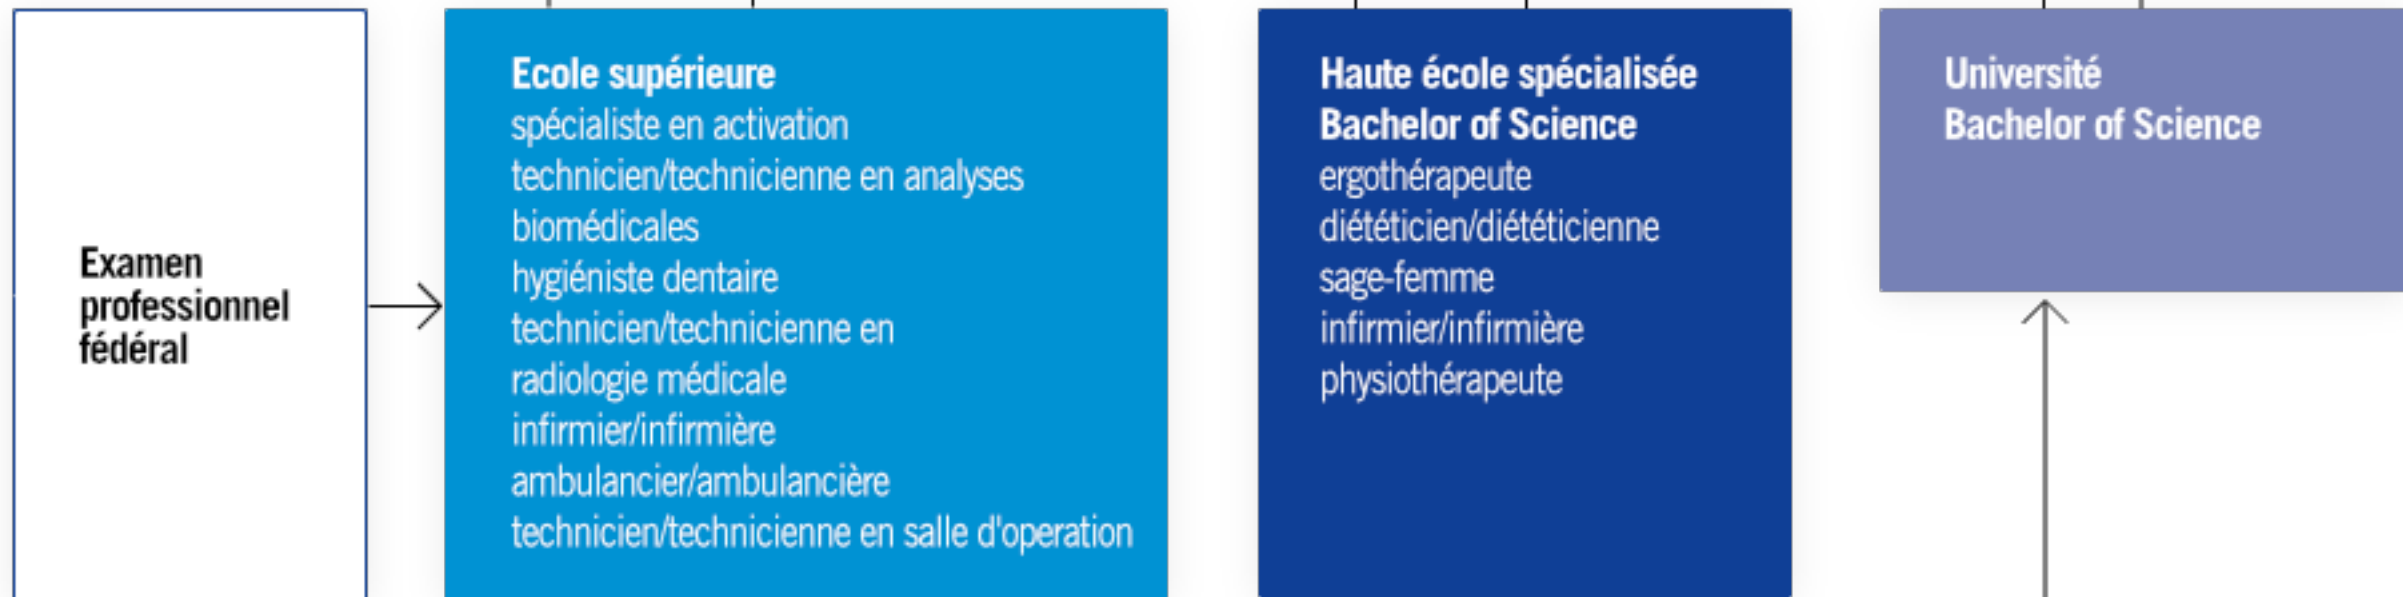 Examen
professionnel
fédéral
Ecole supérieure
spécialiste en activation
technicien/technicienne en analyses
biomédicales
hygiéniste dentaire
technicien/technicienne en
radiologie médicale
infirmier/infirmière
ambulancier/ambulancière
technicien/technicienne en salle d'operation
Haute école spécialisée
Bachelor of Science
ergothérapeute
diététicien/diététicienne
sage-femme
infirmier/infirmière
physiothérapeute
Université
Bachelor of Science